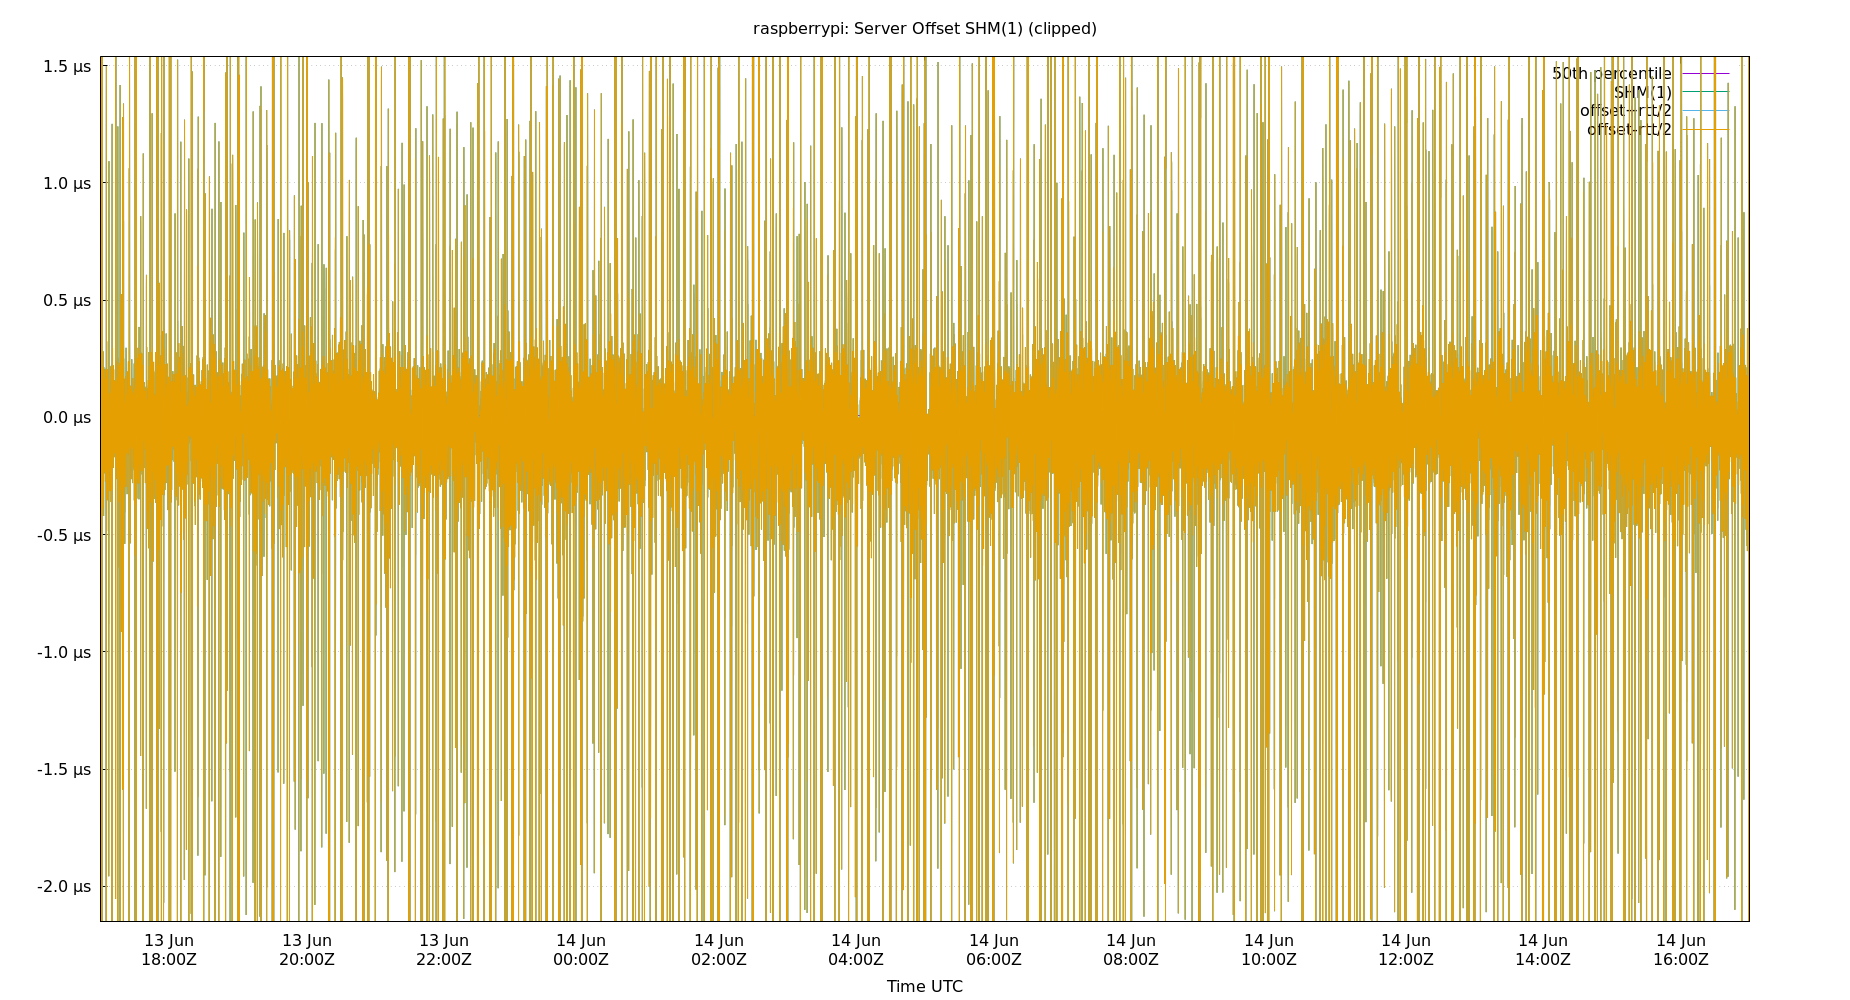 raspberrypi: Server Offset SHM(1) (clipped)
1.5 µs
1.0 µs
0.5 µs
0.0 µs
-0.5 µs
-1.0 µs
-1.5 µs
-2.0 µs
50th percentile
SHM(1)
offset+rtt/2
offset-rtt/2
13 Jun 13 Jun 13 Jun 14 Jun 14 Jun 14 Jun 14 Jun 14 Jun 14 Jun 14 Jun 14 Jun 14 Jun
18:00Z 20:00Z 22:00Z 00:00Z 02:00Z 04:00Z 06:00Z 08:00Z 10:00Z 12:00Z 14:00Z 16:00Z
Time UTC